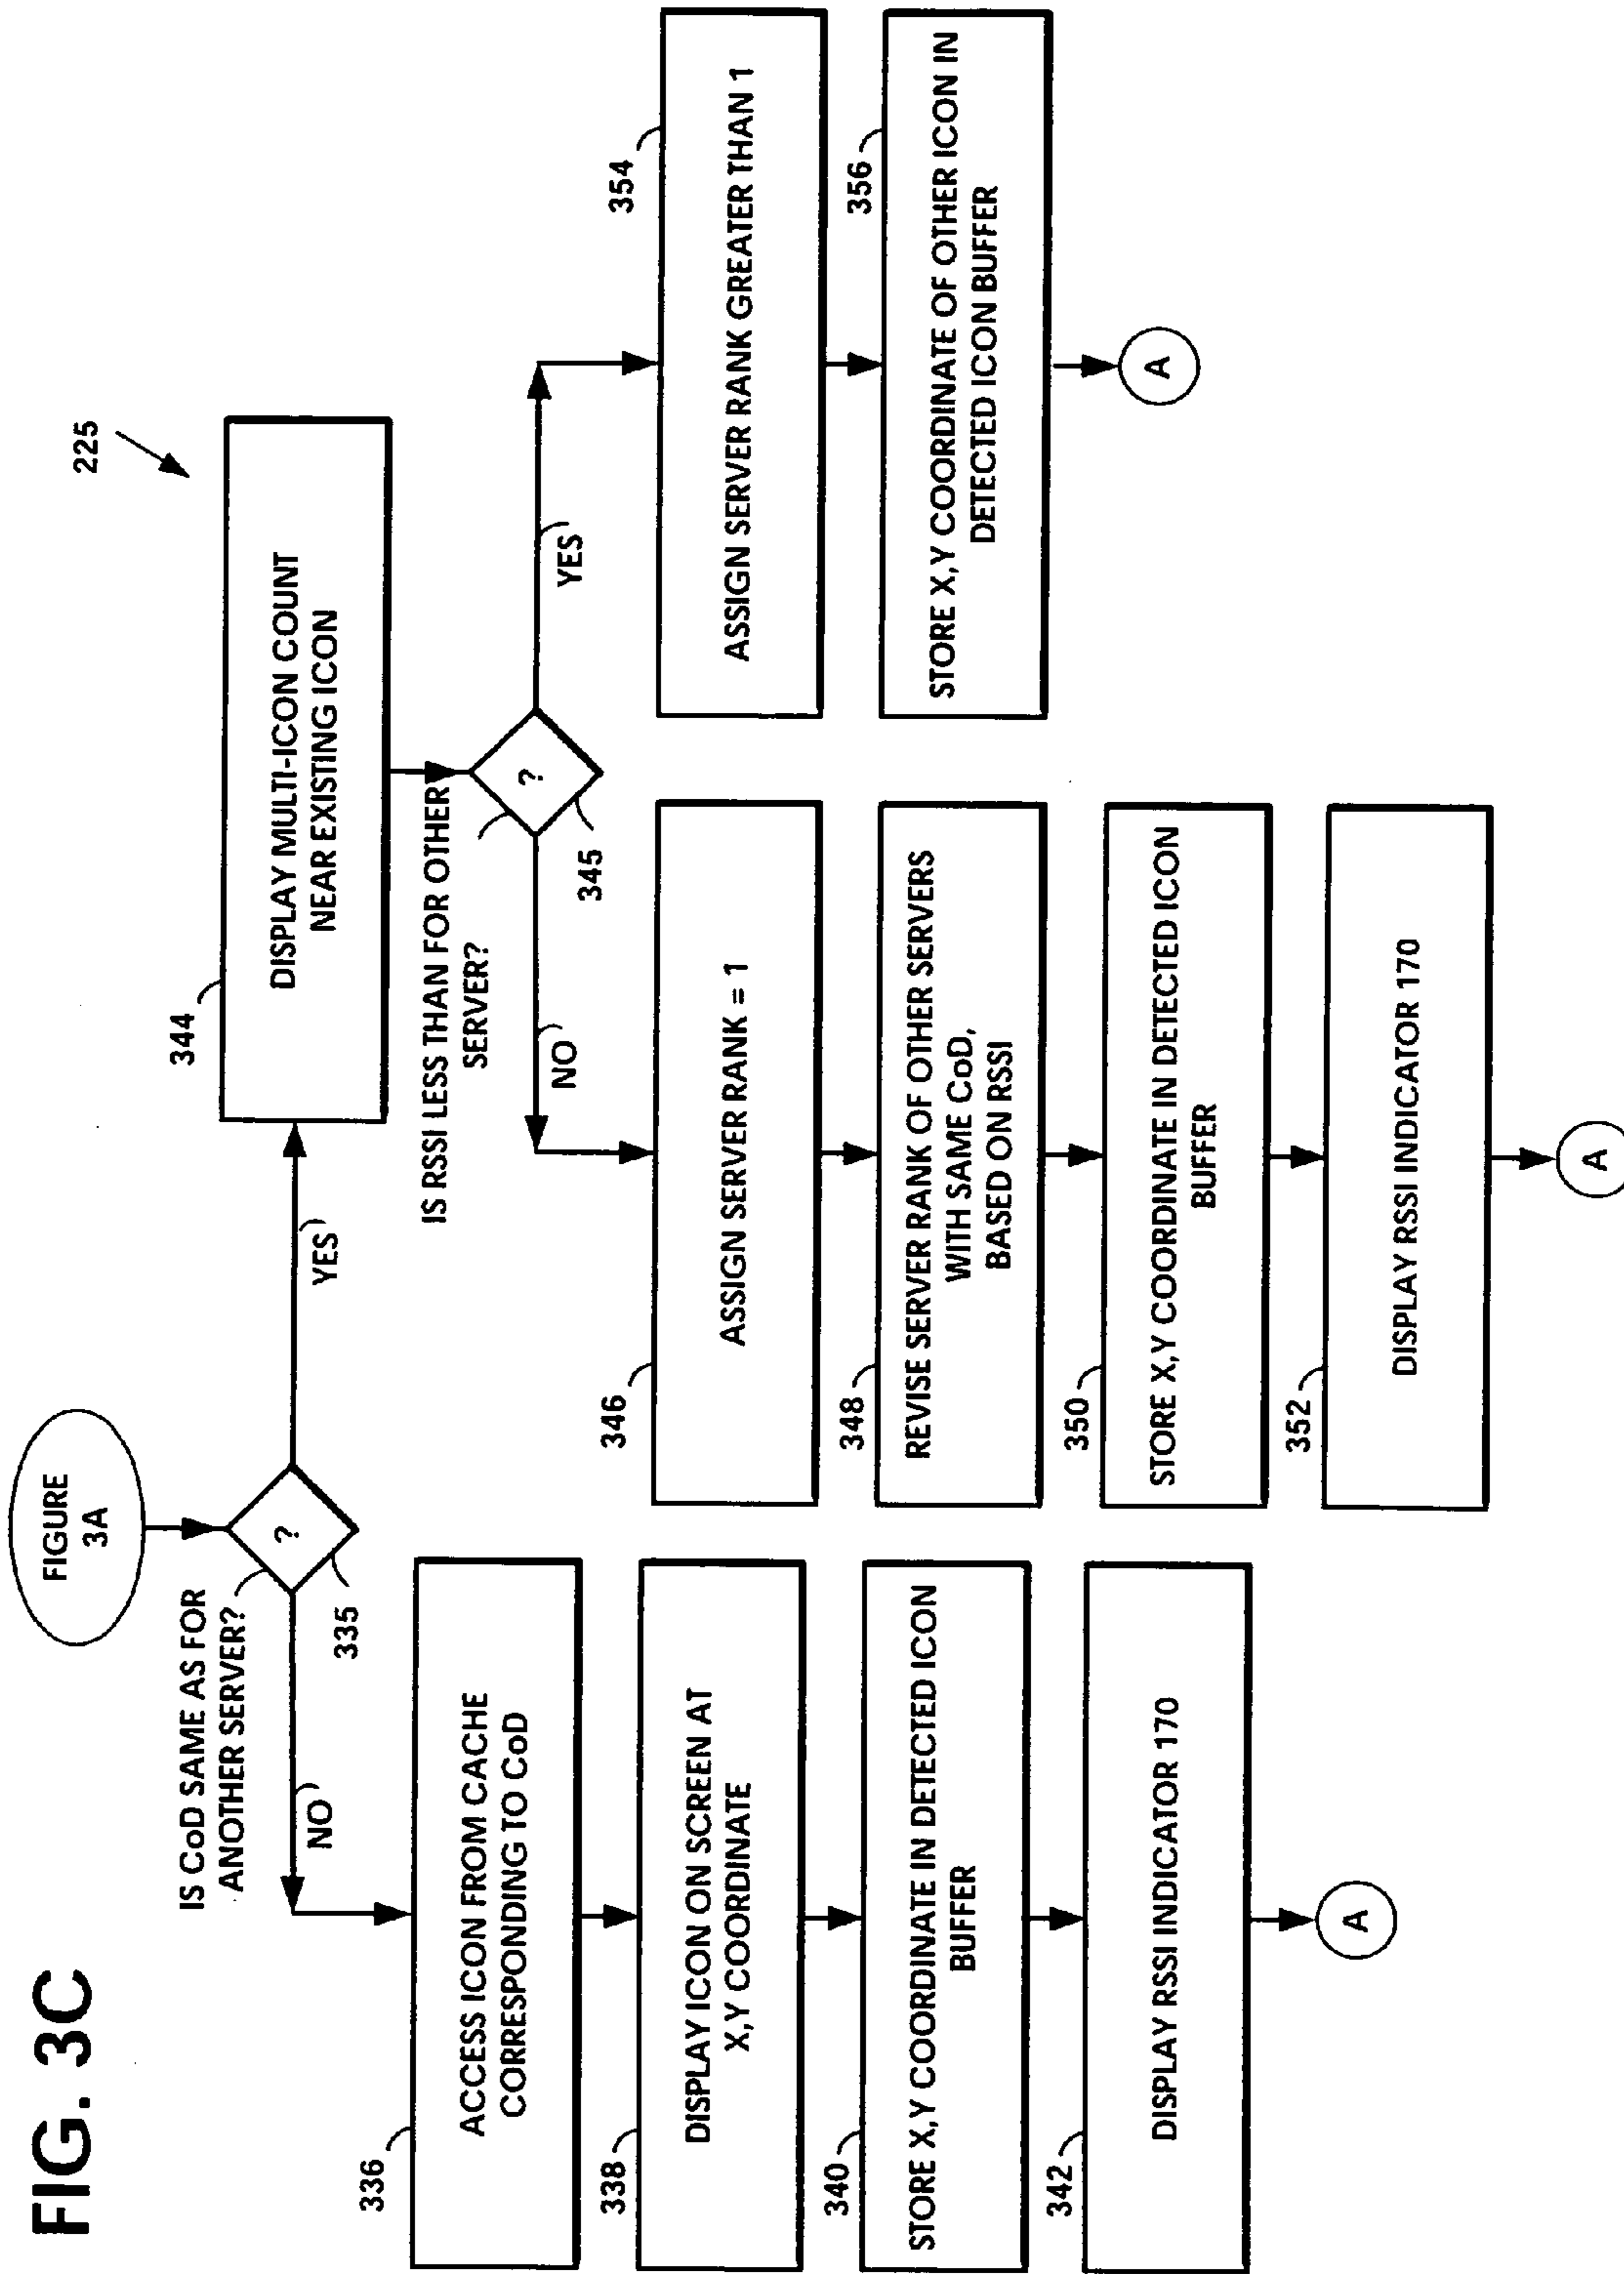 FIG. 3C
FIGURE
3A
225
IS CoD SAME AS FOR
ANOTHER SERVER?
?
335
NO
YES
336
ACCESS ICON FROM CACHE
CORRESPONDING TO CoD
338
DISPLAY ICON ON SCREEN AT
X,Y COORDINATE
340
STORE X,Y COORDINATE IN DETECTED ICON
BUFFER
342
DISPLAY RSSI INDICATOR 170
A
344
DISPLAY MULTI-ICON COUNT
NEAR EXISTING ICON
IS RSSI LESS THAN FOR OTHER
SERVER?
?
345
NO
YES
346
ASSIGN SERVER RANK = 1
348
REVISE SERVER RANK OF OTHER SERVERS
WITH SAME CoD,
BASED ON RSSI
350
STORE X,Y COORDINATE IN DETECTED ICON
BUFFER
352
DISPLAY RSSI INDICATOR 170
A
354
ASSIGN SERVER RANK GREATER THAN 1
356
STORE X,Y COORDINATE OF OTHER ICON IN
DETECTED ICON BUFFER
A